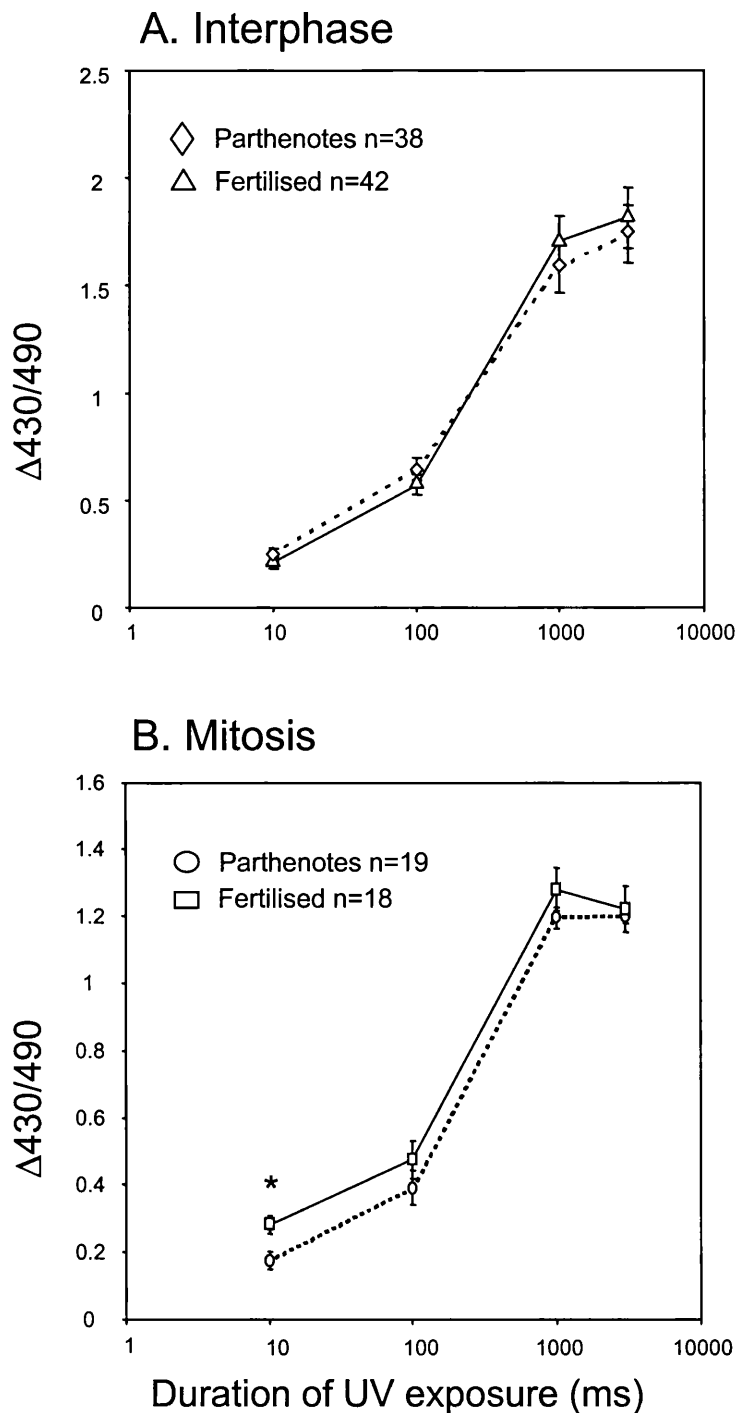 A. Interphase
2.5
Parthenotes n=38
Fertilised n=42
2
1.5
1
0.5
0
Δ430/490
1 10 100 1000 10000
B. Mitosis
1.6
1.4
Parthenotes n=19
Fertilised n=18
1.2
1
0.8
0.6
0.4
*
0.2
0
Δ430/490
1 10 100 1000 10000
Duration of UV exposure (ms)